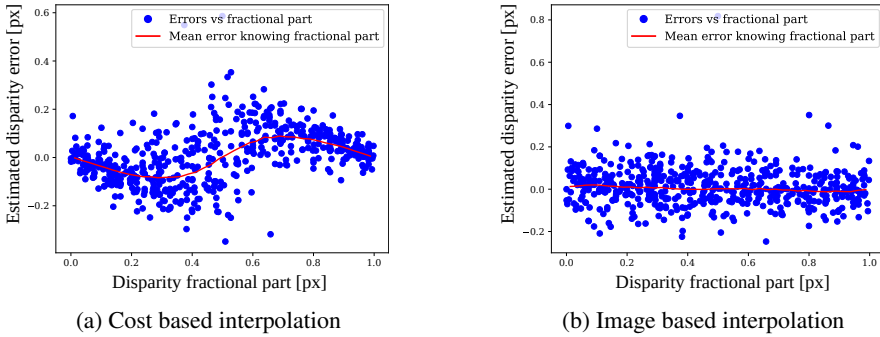 Errors vs fractional part
Mean error knowing fractional part
Estimated disparity error [px]
0.6
0.4
0.2
0.0
−0.2
0.0 0.2 0.4 0.6 0.8 1.0
Disparity fractional part [px]
(a) Cost based interpolation
Errors vs fractional part
Mean error knowing fractional part
Estimated disparity error [px]
0.8
0.6
0.4
0.2
0.0
−0.2
0.0 0.2 0.4 0.6 0.8 1.0
Disparity fractional part [px]
(b) Image based interpolation